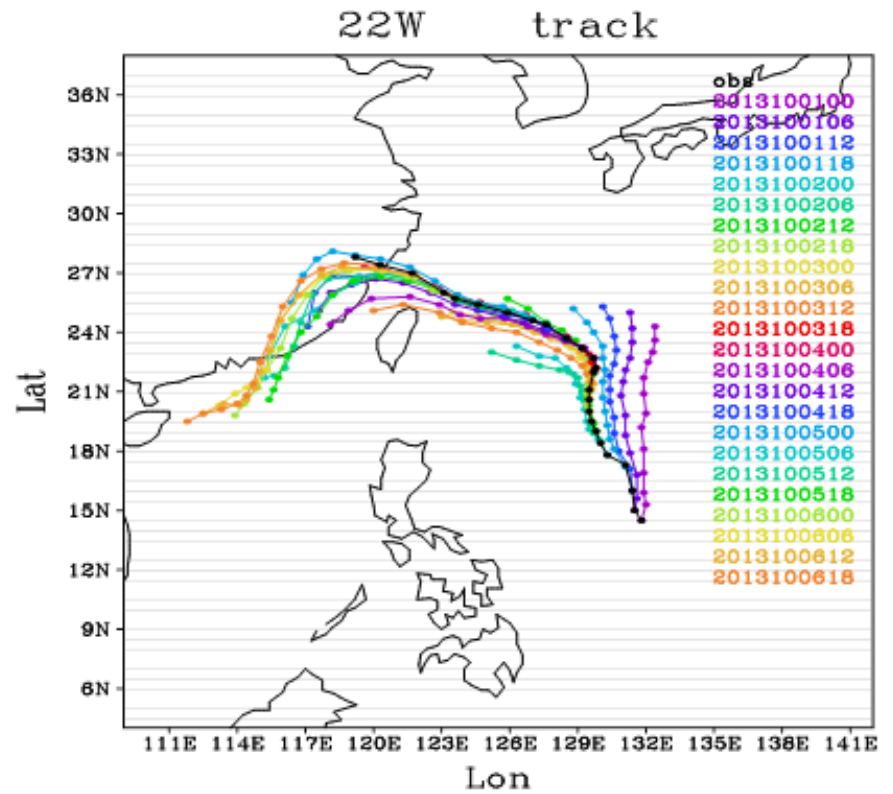 22W track
obs
2013100100
2013100106
2013100112
2013100118
2013100200
2013100206
2013100212
2013100218
2013100300
2013100306
2013100312
2013100318
2013100400
2013100406
2013100412
2013100418
2013100500
2013100506
2013100512
2013100518
2013100600
2013100606
2013100612
2013100618
36N
33N
30N
27N
24N
21N
18N
15N
12N
9N
6N
Lat
111E 114E 117E 120E 123E 126E 129E 132E 135E 138E 141E
Lon